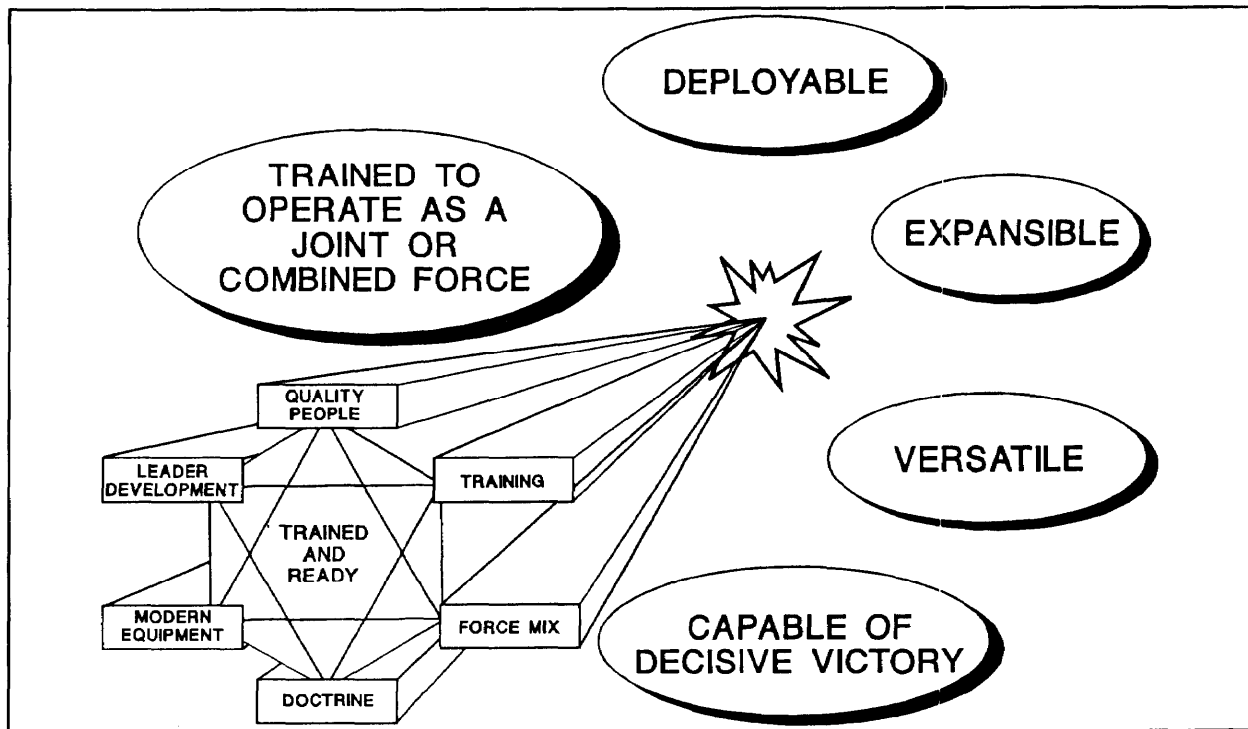 DEPLOYABLE
TRAINED TO
OPERATE AS A
JOINT OR
COMBINED FORCE
EXPANSIBLE
QUALITY
PEOPLE
LEADER
DEVELOPMENT
TRAINING
VERSATILE
TRAINED
AND
READY
MODERN
EQUIPMENT
FORCE MIX
CAPABLE OF
DECISIVE VICTORY
DOCTRINE